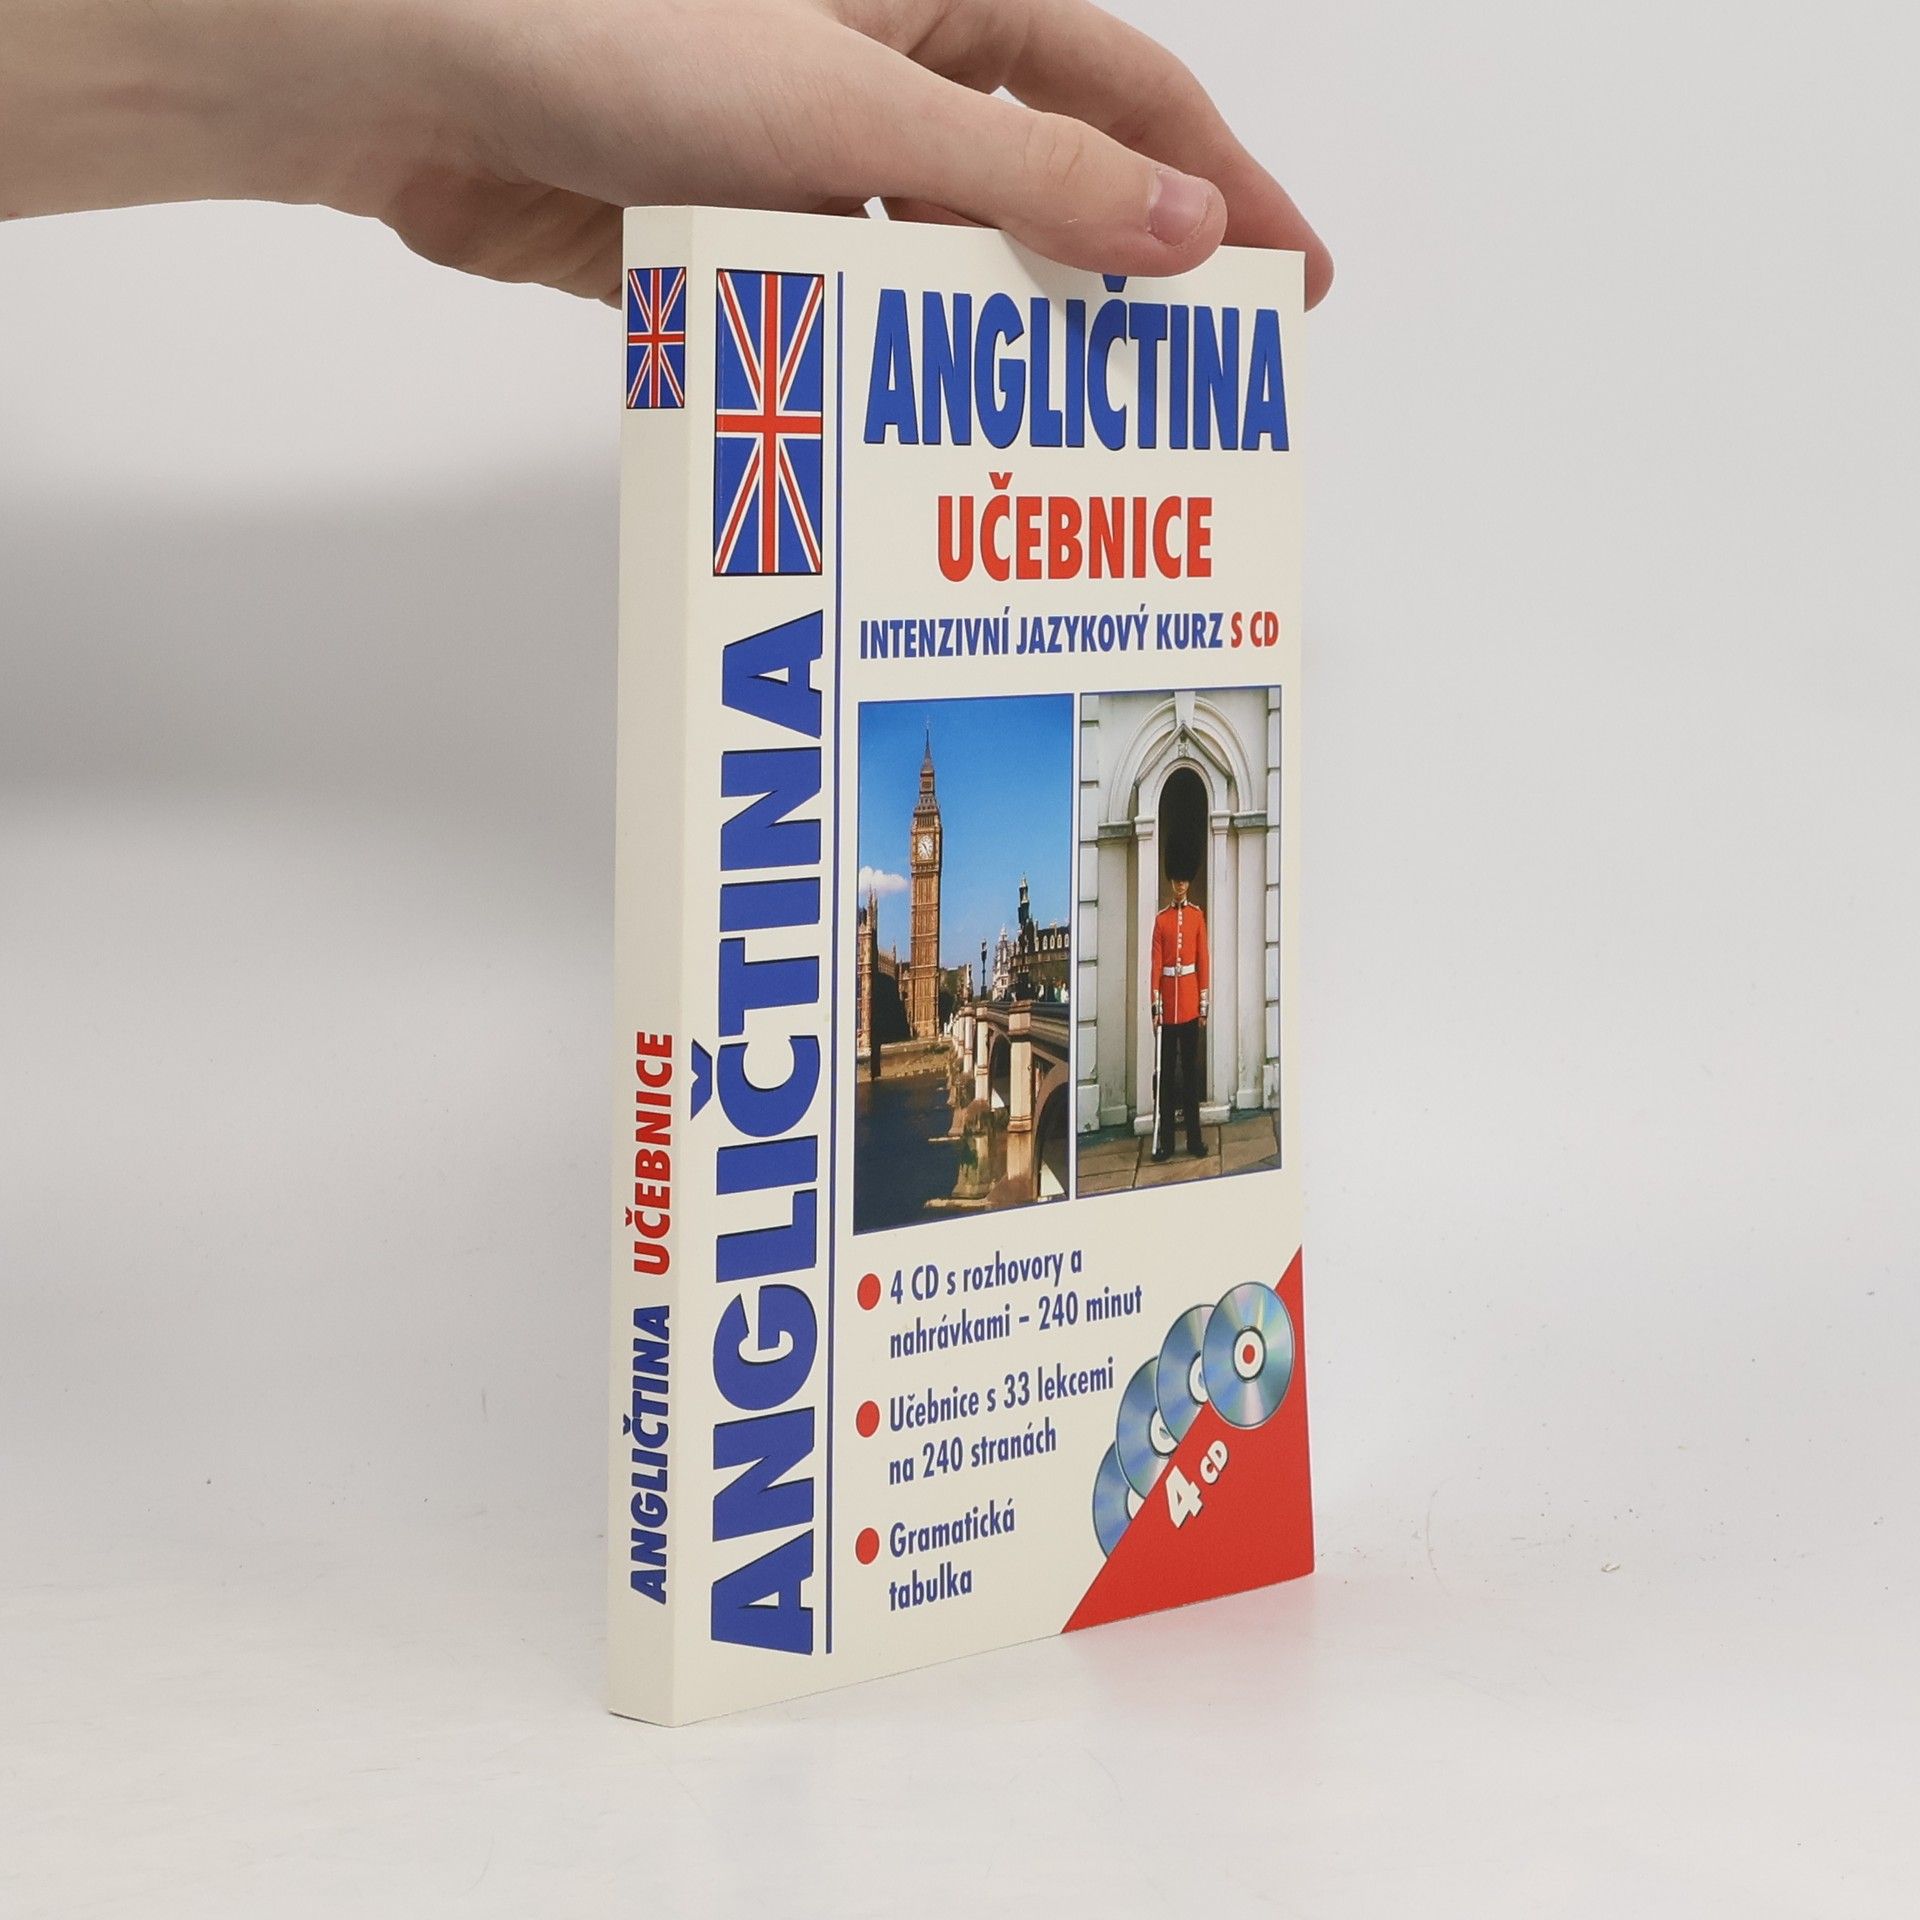 ANGLIČTINA UČEBNICE
ANGLIČTINA
ANGLIČTINA
UČEBNICE
INTENZIVNÍ JAZYKOVÝ KURZ S CD
4 CD s rozhovory a
nahrávkami – 240 minut
Učebnice s 33 lekcemi
na 240 stranách
Gramatická
tabulka
4 CD